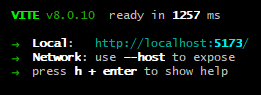 VITE v8.0.10  ready in 1257 ms

➜  Local:   http://localhost:5173/
➜  Network: use --host to expose
➜  press h + enter to show help